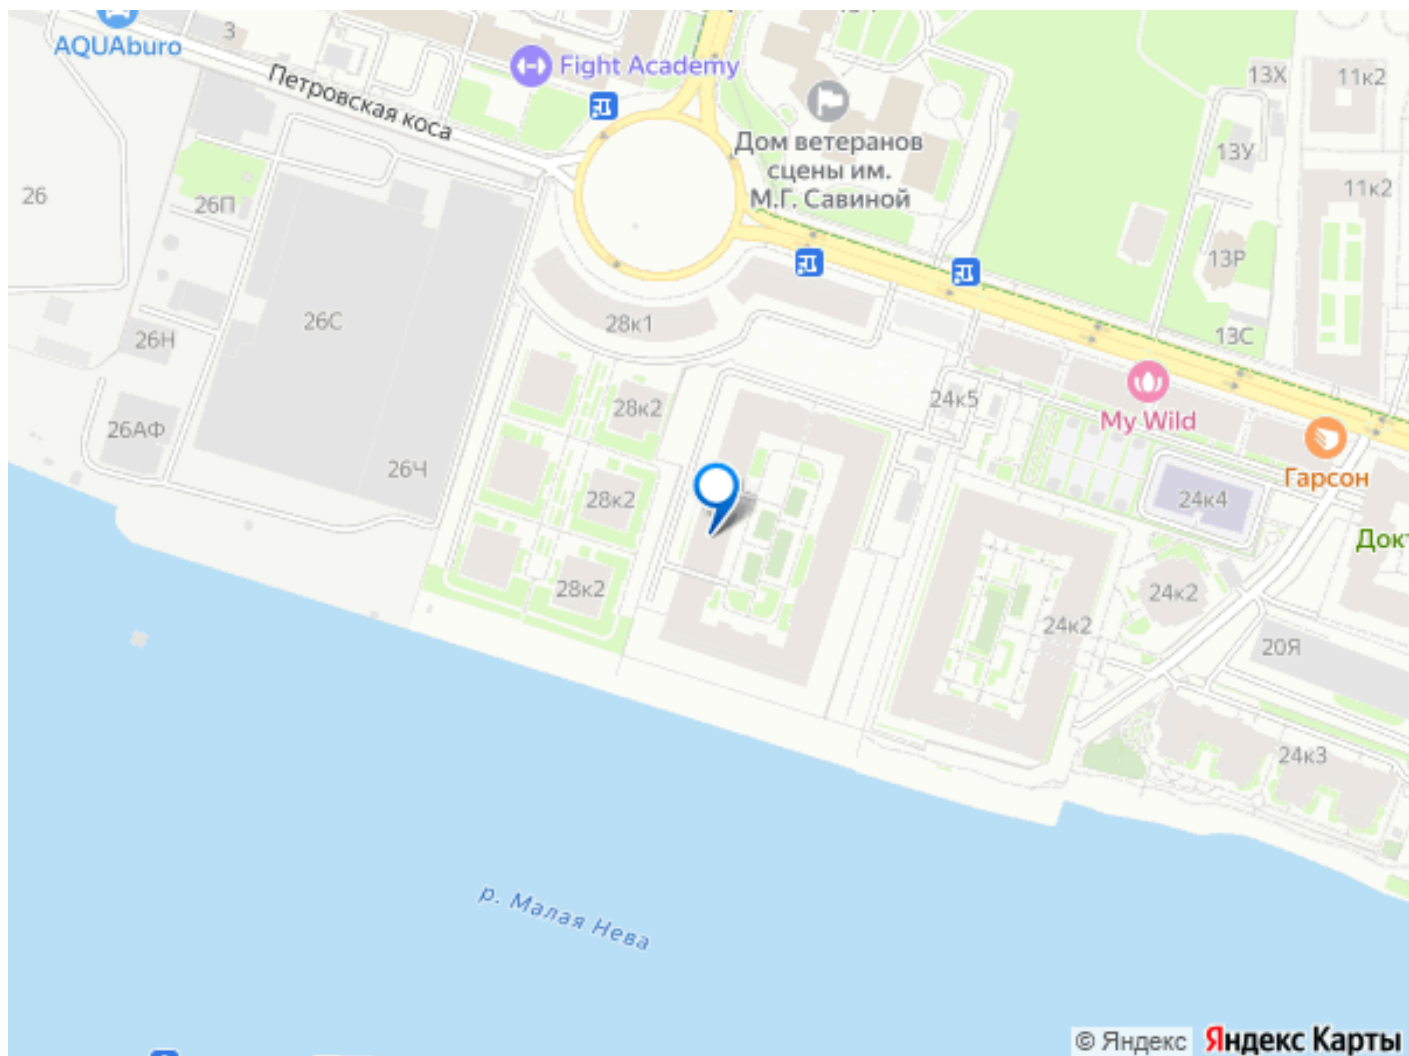 AQUAburo
3
Fight Academy
Петровская коса
Дом ветеранов
сцены им.
М.Г. Савиной
13Х
11к2
13У
11к2
26
26П
13Р
26С
28к1
13С
26Н
28к2
24к5
My Wild
26АФ
26Ч
Гарсон
28к2
24к4
28к2
24к2
24к2
20Я
24к3
р. Малая Нева
© Яндекс Яндекс Карты